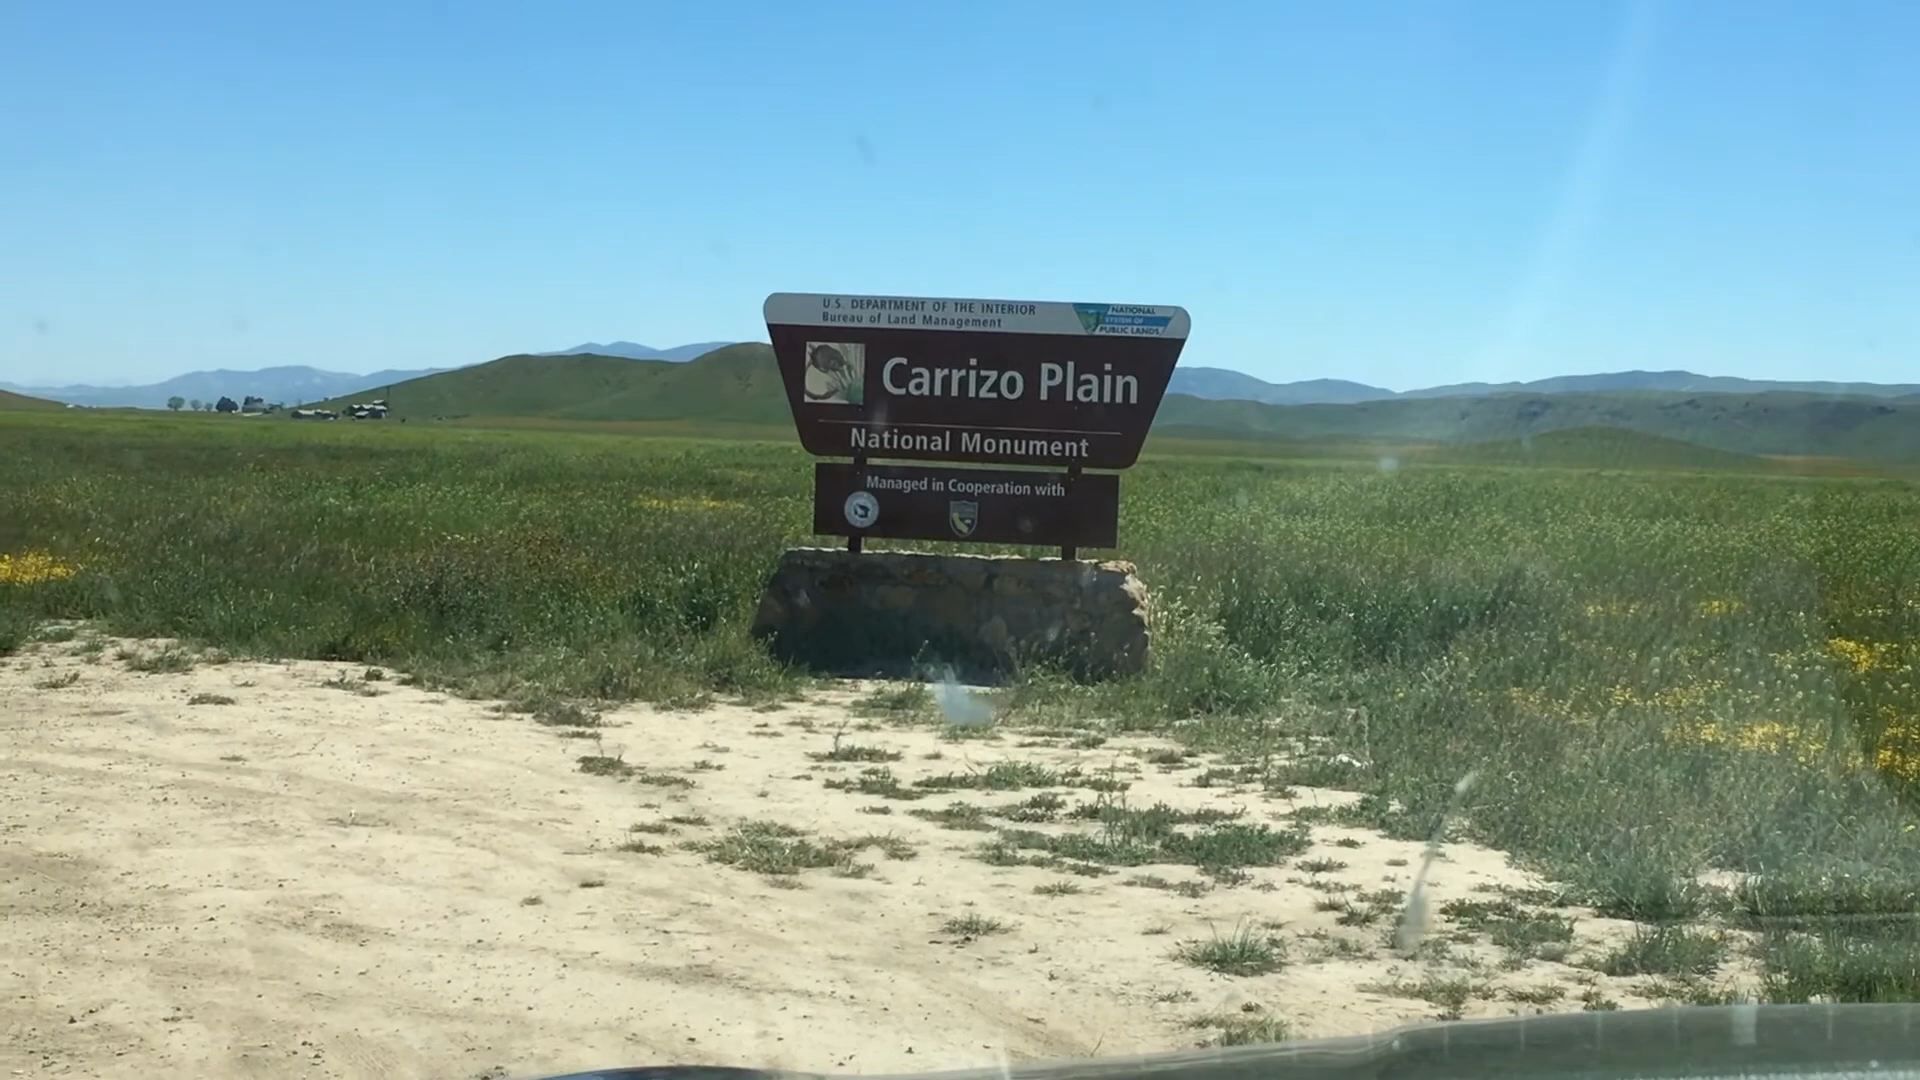 U.S. DEPARTMENT OF THE INTERIOR
Bureau of Land Management
NATIONAL
SYSTEM OF
PUBLIC LANDS
Carrizo Plain
National Monument
Managed in Cooperation with